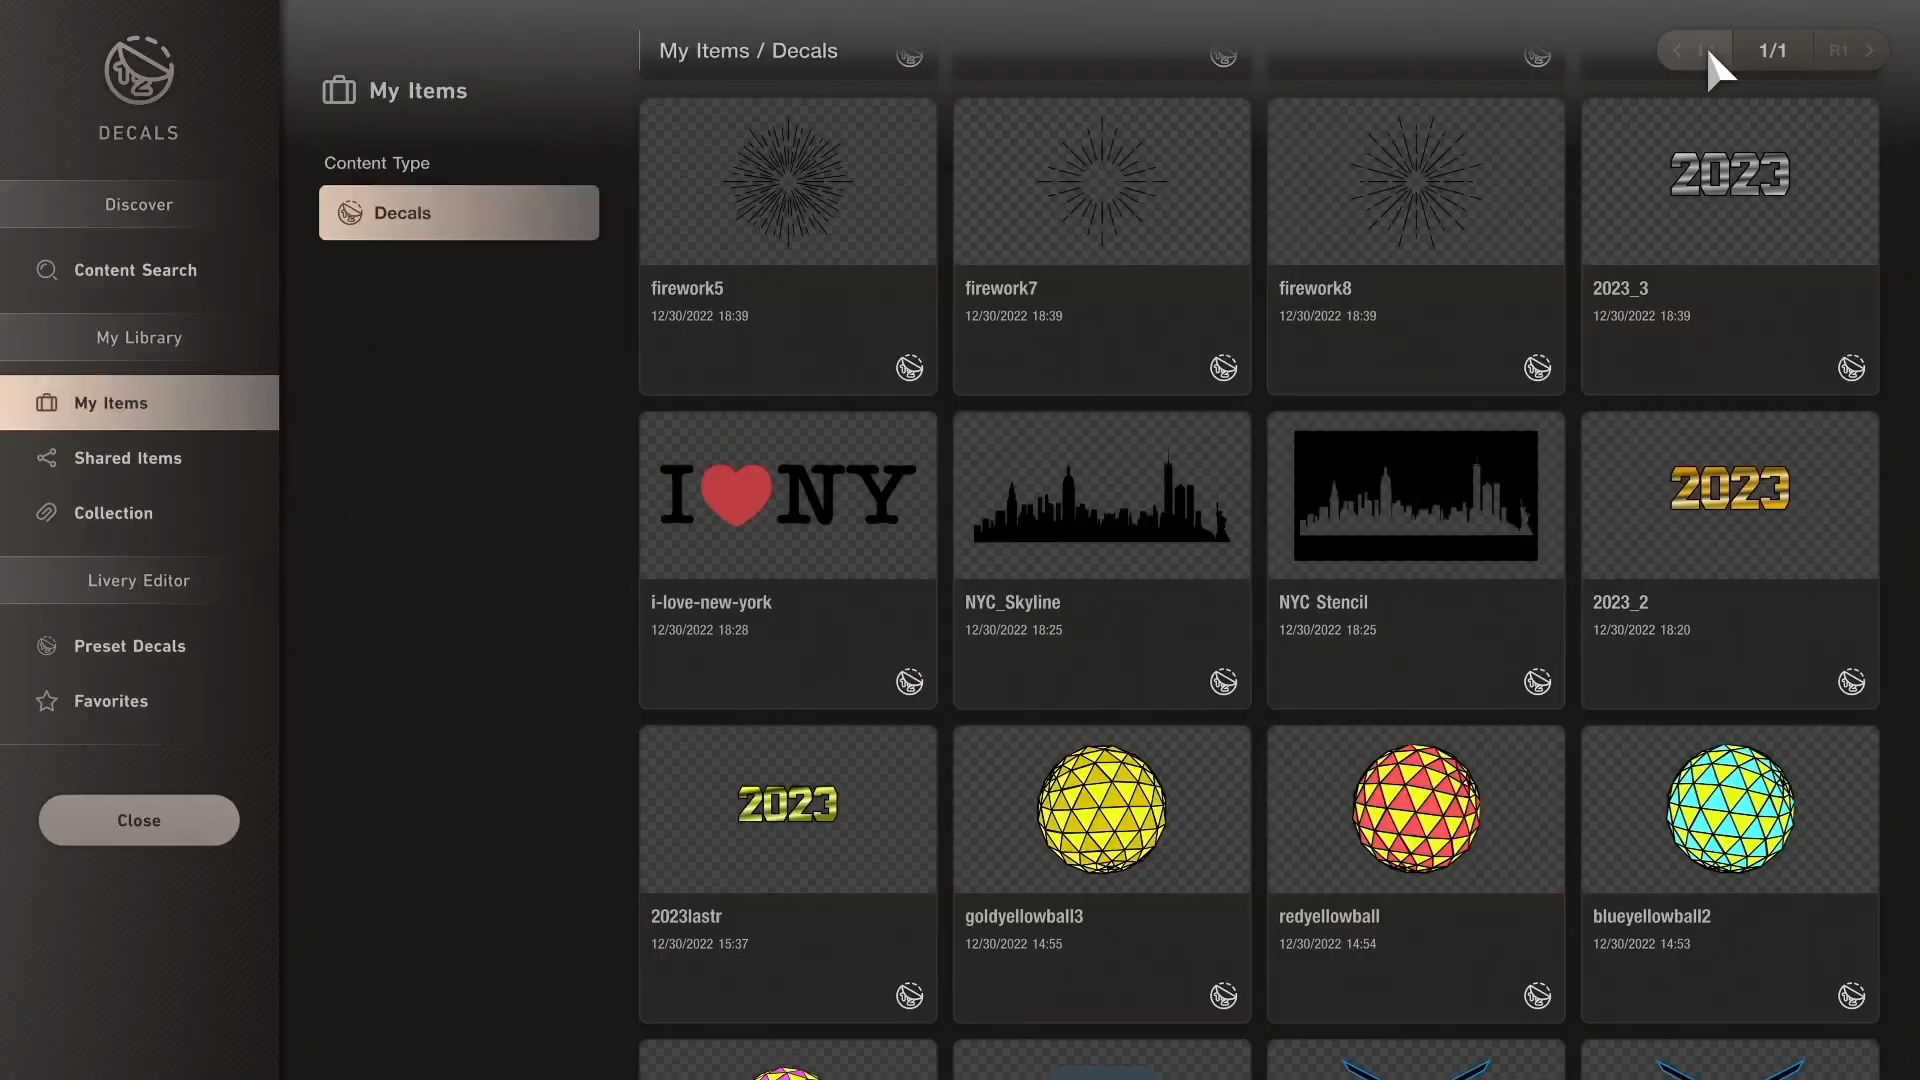 DECALS
Discover
Content Search
My Library
My Items
Shared Items
Collection
Livery Editor
Preset Decals
Favorites
Close
My Items
Content Type
Decals
My Items / Decals
1/1
R1
2023
firework5
12/30/2022 18:39
firework7
12/30/2022 18:39
firework8
12/30/2022 18:39
2023_3
12/30/2022 18:39
I NY
2023
i-love-new-york
12/30/2022 18:28
NYC_Skyline
12/30/2022 18:25
NYC Stencil
12/30/2022 18:25
2023_2
12/30/2022 18:20
2023
2023lastr
12/30/2022 15:37
goldyellowball3
12/30/2022 14:55
redyellowball
12/30/2022 14:54
blueyellowball2
12/30/2022 14:53